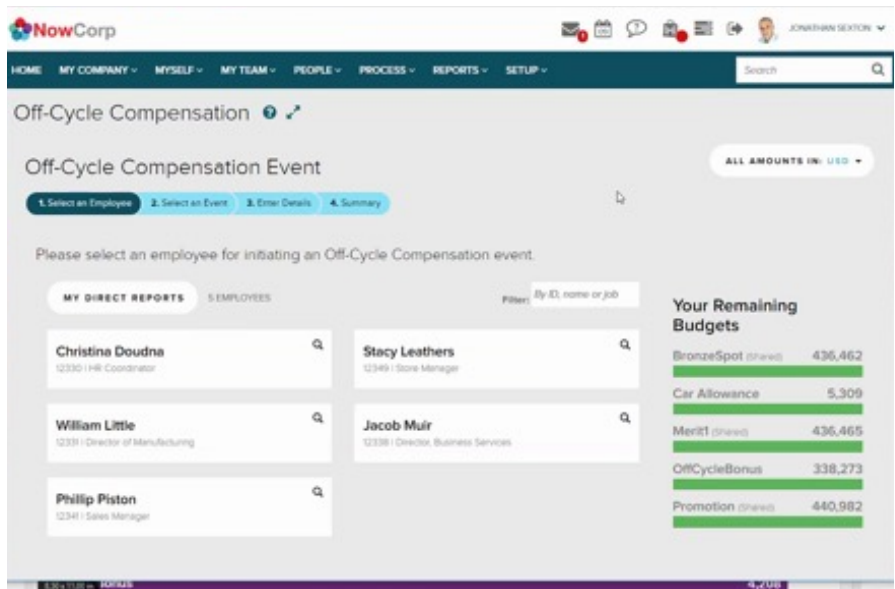 NowCorp
JONATHAN SEXTON
HOME MY COMPANY MYSELF MY TEAM PEOPLE PROCESS REPORTS SETUP Search
Off-Cycle Compensation
Off-Cycle Compensation Event
ALL AMOUNTS IN: USD
1. Select an Employee 2. Select an Event 3. Enter Details 4. Summary
Please select an employee for initiating an Off-Cycle Compensation event.
MY DIRECT REPORTS 5 EMPLOYEES Filter: By ID, name or job
Christina Doudna
12330 | HR Coordinator
Stacy Leathers
12349 | Store Manager
William Little
12331 | Director of Manufacturing
Jacob Muir
12338 | Director, Business Services
Phillip Piston
12341 | Sales Manager
Your Remaining
Budgets
BronzeSpot (Shared) 436,462
Car Allowance 5,309
Merit1 (Shared) 436,465
OffCycleBonus 338,273
Promotion (Shared) 440,982
4,208